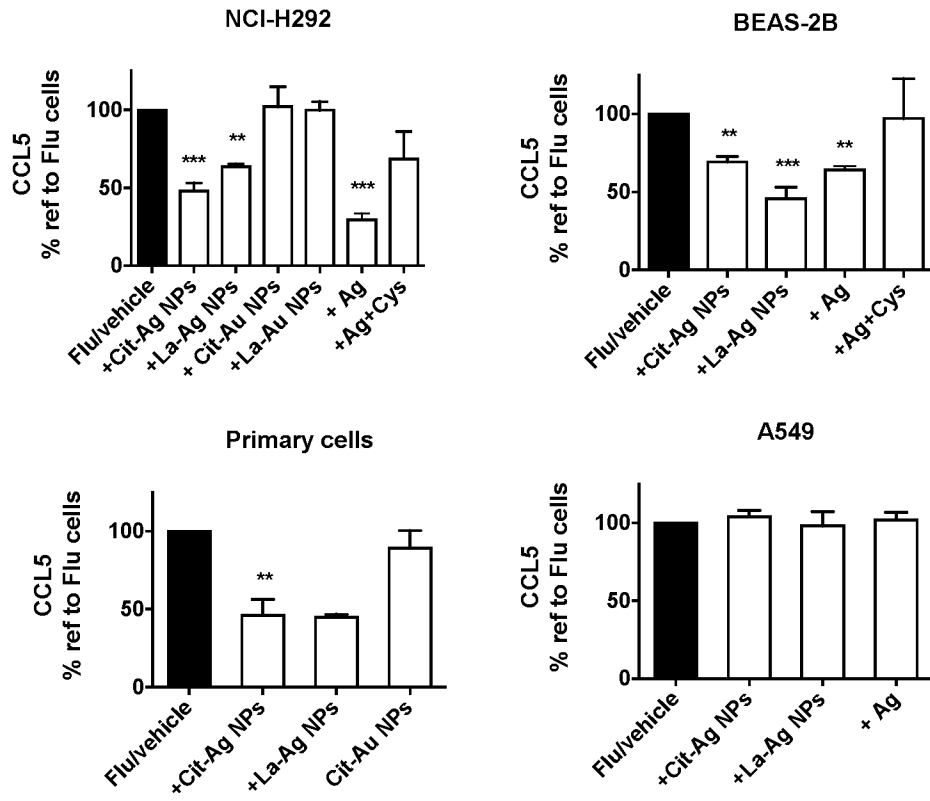 NCI-H292
CCL5
% ref to Flu cells
100
50
0
***
**
***
Flu/vehicle
+Cit-Ag NPs
+La-Ag NPs
+ Cit-Au NPs
+La-Au NPs
+ Ag
+Ag+Cys
BEAS-2B
CCL5
% ref to Flu cells
100
50
0
**
***
**
Flu/vehicle
+Cit-Ag NPs
+La-Ag NPs
+ Ag
+Ag+Cys
Primary cells
CCL5
% ref to Flu cells
100
50
0
**
Flu/vehicle
+Cit-Ag NPs
+La-Ag NPs
Cit-Au NPs
A549
CCL5
% ref to Flu cells
100
50
0
Flu/vehicle
+Cit-Ag NPs
+La-Ag NPs
+ Ag